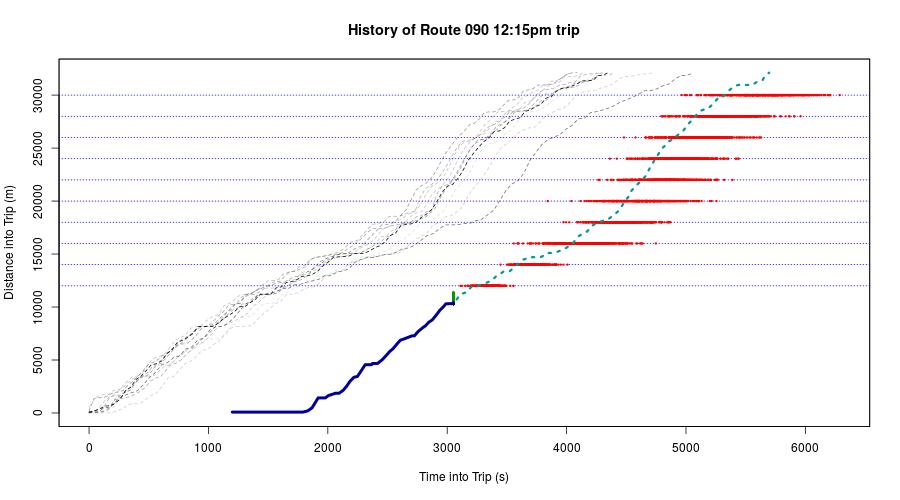 History of Route 090 12:15pm trip
Distance into Trip (m)
30000
25000
20000
15000
10000
5000
0
0 1000 2000 3000 4000 5000 6000
Time into Trip (s)